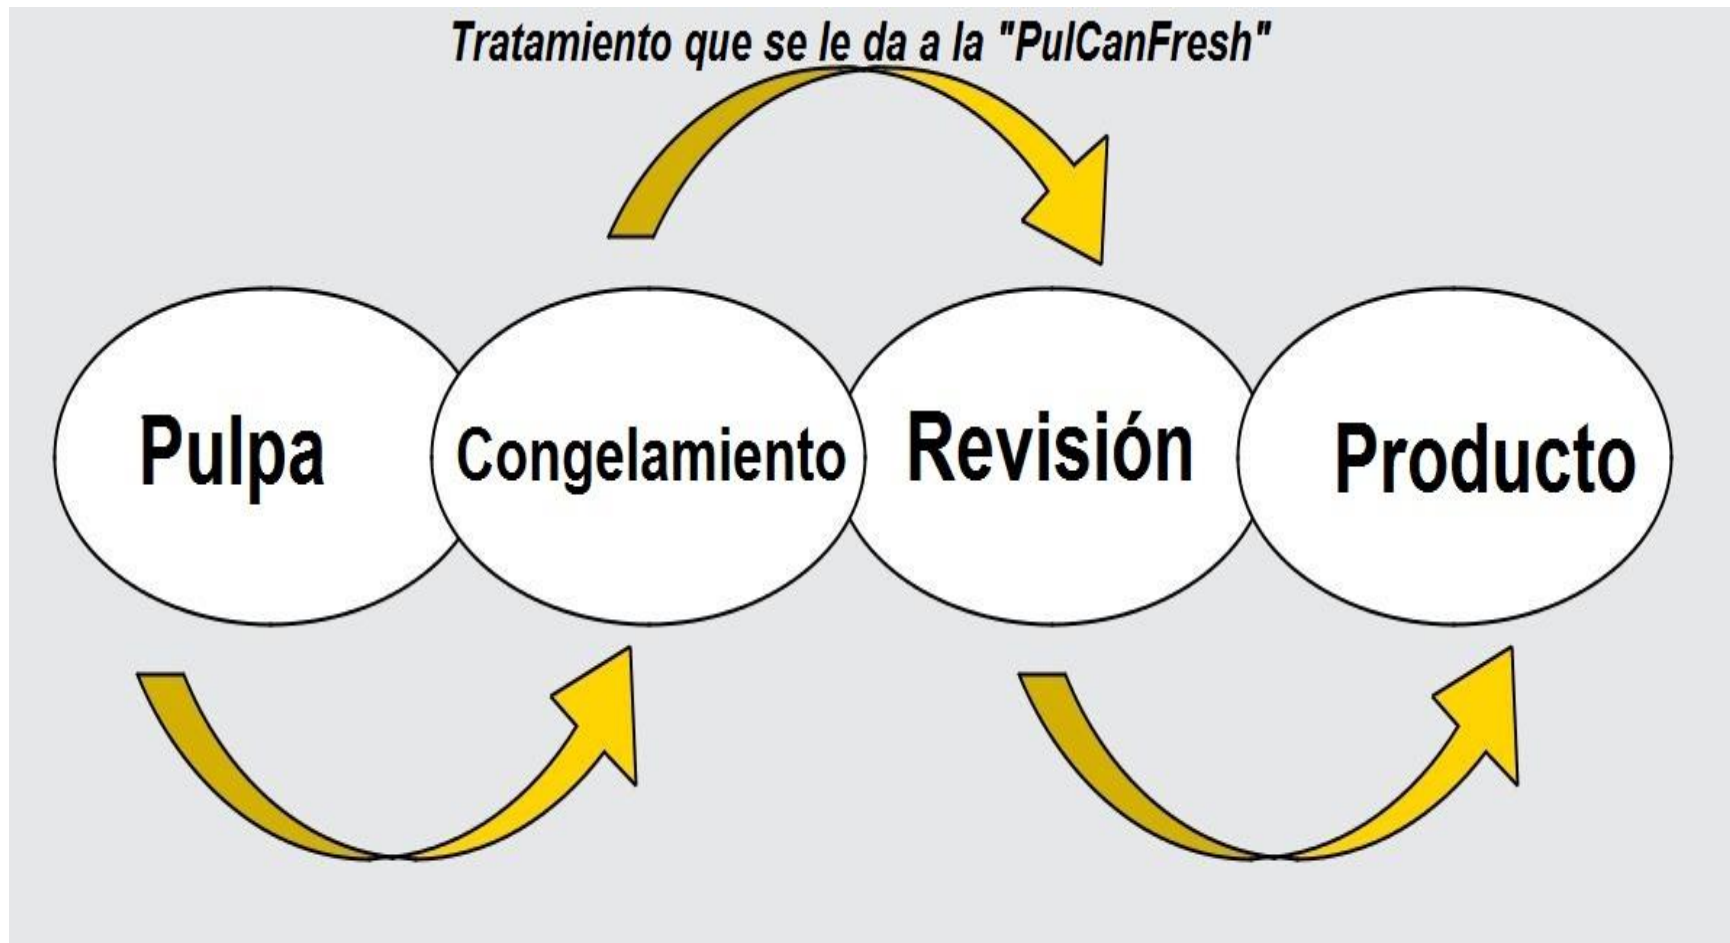 Tratamiento que se le da a la "PulCanFresh"
Pulpa
Congelamiento
Revisión
Producto